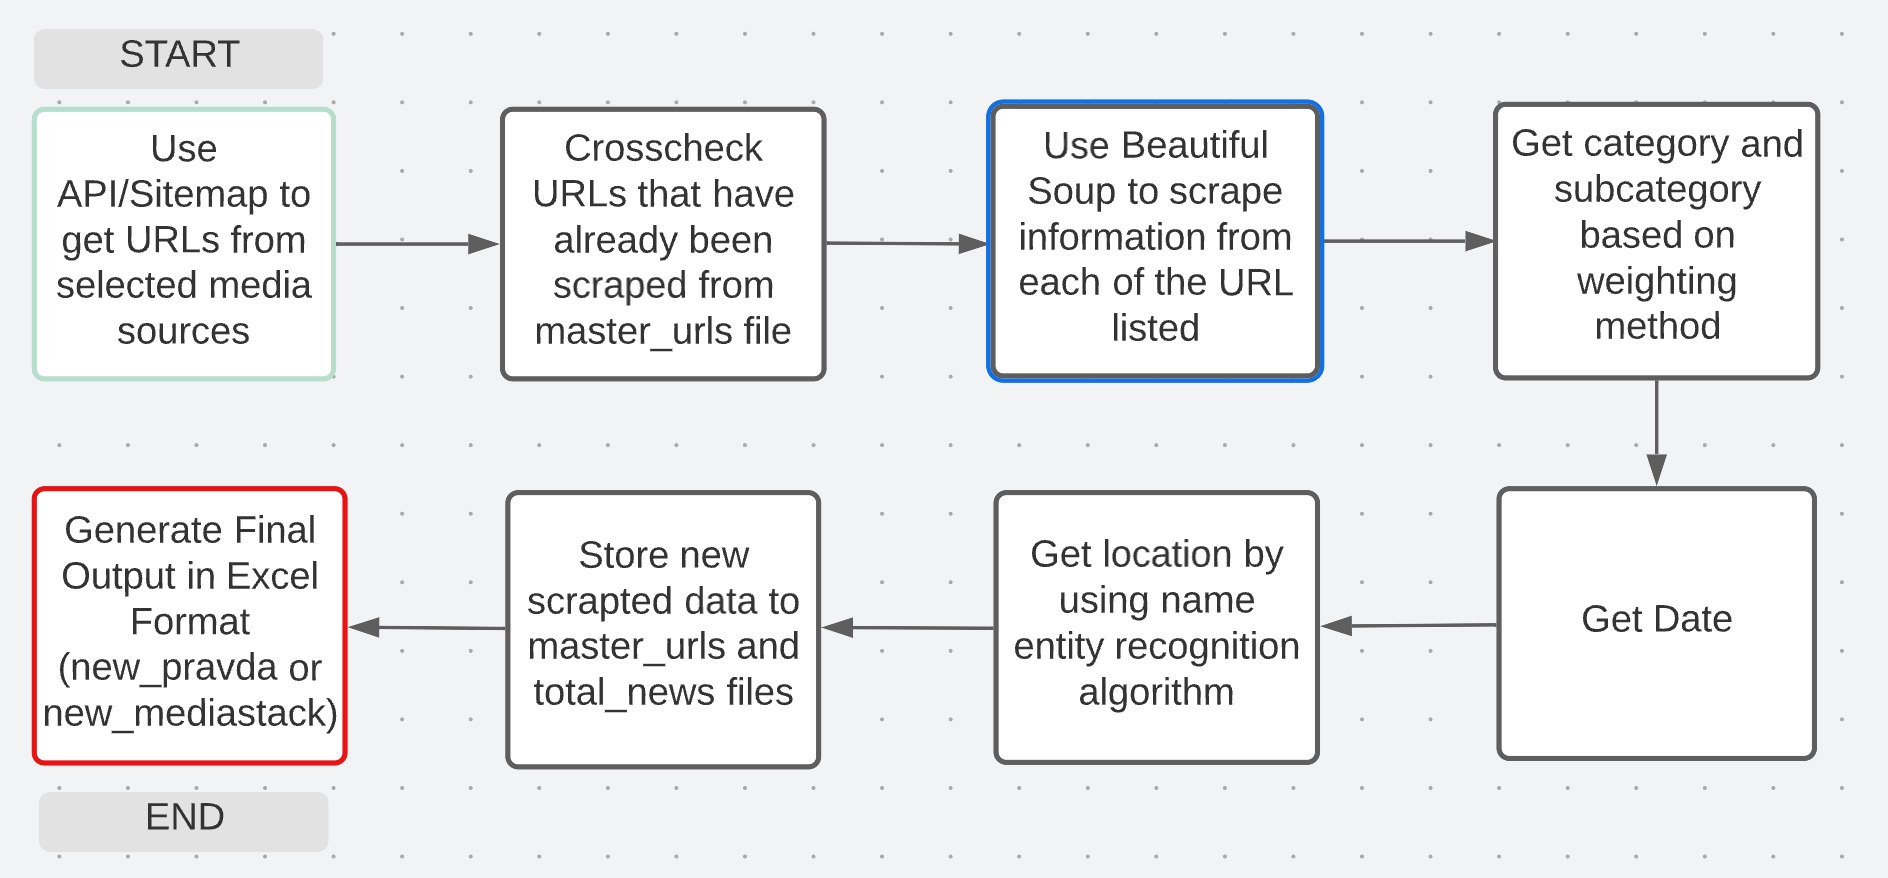 START
Use
API/Sitemap to
get URLs from
selected media
sources
Crosscheck
URLs that have
already been
scraped from
master_urls file
Use Beautiful
Soup to scrape
information from
each of the URL
listed
Get category and
subcategory
based on
weighting
method
Get Date
Get location by
using name
entity recognition
algorithm
Store new
scrapted data to
master_urls and
total_news files
Generate Final
Output in Excel
Format
(new_pravda or
new_mediastack)
END